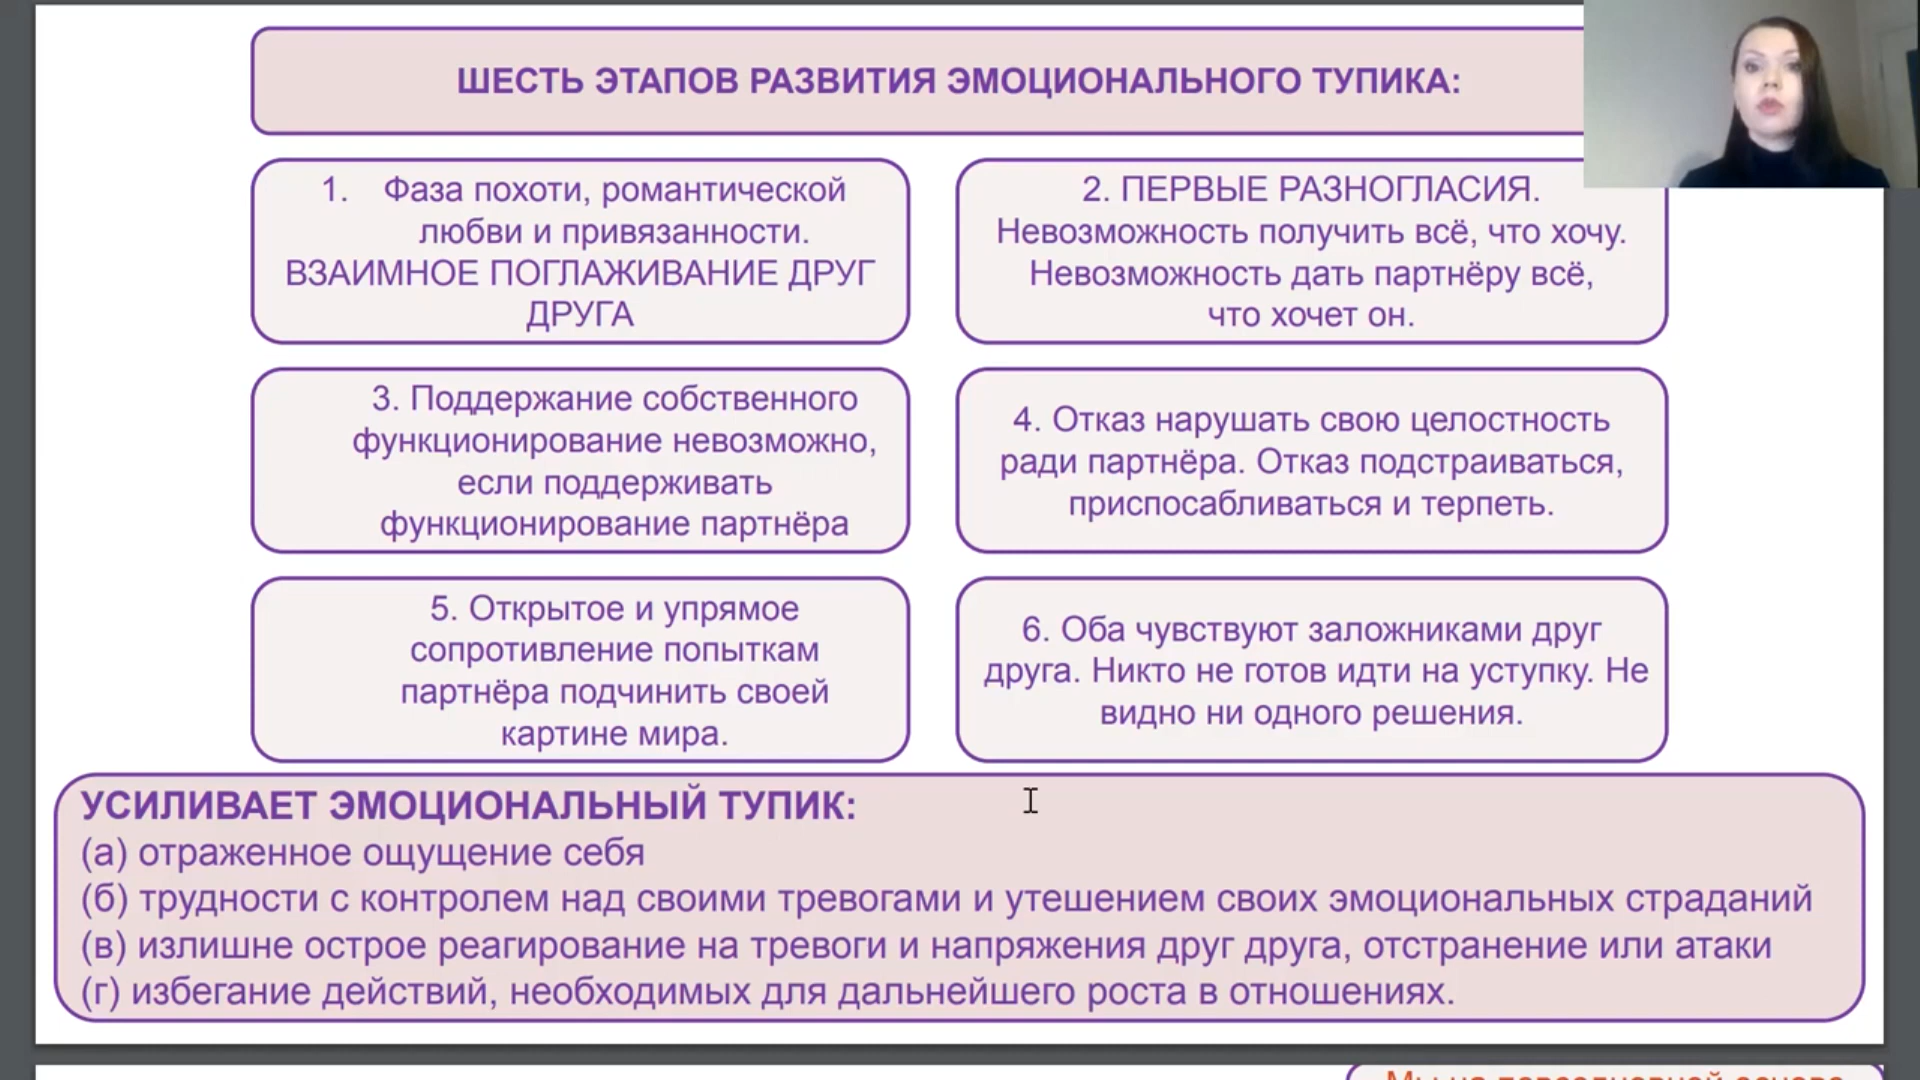 ШЕСТЬ ЭТАПОВ РАЗВИТИЯ ЭМОЦИОНАЛЬНОГО ТУПИКА:
1. Фаза похоти, романтической
любви и привязанности.
ВЗАИМНОЕ ПОГЛАЖИВАНИЕ ДРУГ
ДРУГА
2. ПЕРВЫЕ РАЗНОГЛАСИЯ.
Невозможность получить всё, что хочу.
Невозможность дать партнёру всё,
что хочет он.
3. Поддержание собственного
функционирование невозможно,
если поддерживать
функционирование партнёра
4. Отказ нарушать свою целостность
ради партнёра. Отказ подстраиваться,
приспосабливаться и терпеть.
5. Открытое и упрямое
сопротивление попыткам
партнёра подчинить своей
картине мира.
6. Оба чувствуют заложниками друг
друга. Никто не готов идти на уступку. Не
видно ни одного решения.
УСИЛИВАЕТ ЭМОЦИОНАЛЬНЫЙ ТУПИК:
(а) отраженное ощущение себя
(б) трудности с контролем над своими тревогами и утешением своих эмоциональных страданий
(в) излишне острое реагирование на тревоги и напряжения друг друга, отстранение или атаки
(г) избегание действий, необходимых для дальнейшего роста в отношениях.